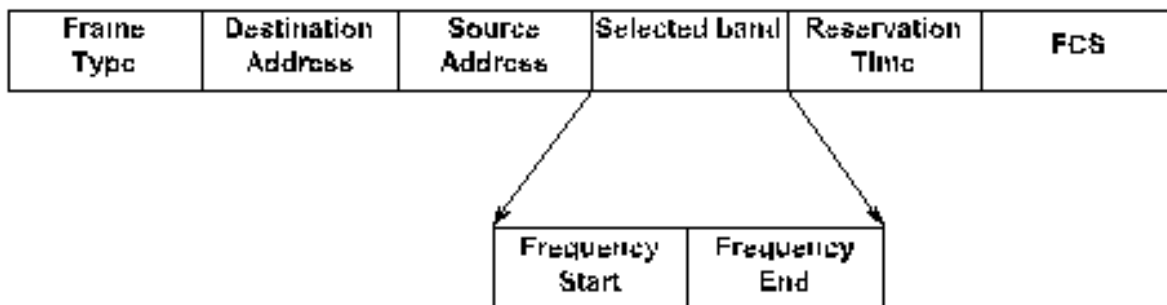 Frame Type
Destination Address
Source Address
Selected band
Reservation Time
FCS
Frequency Start
Frequency End